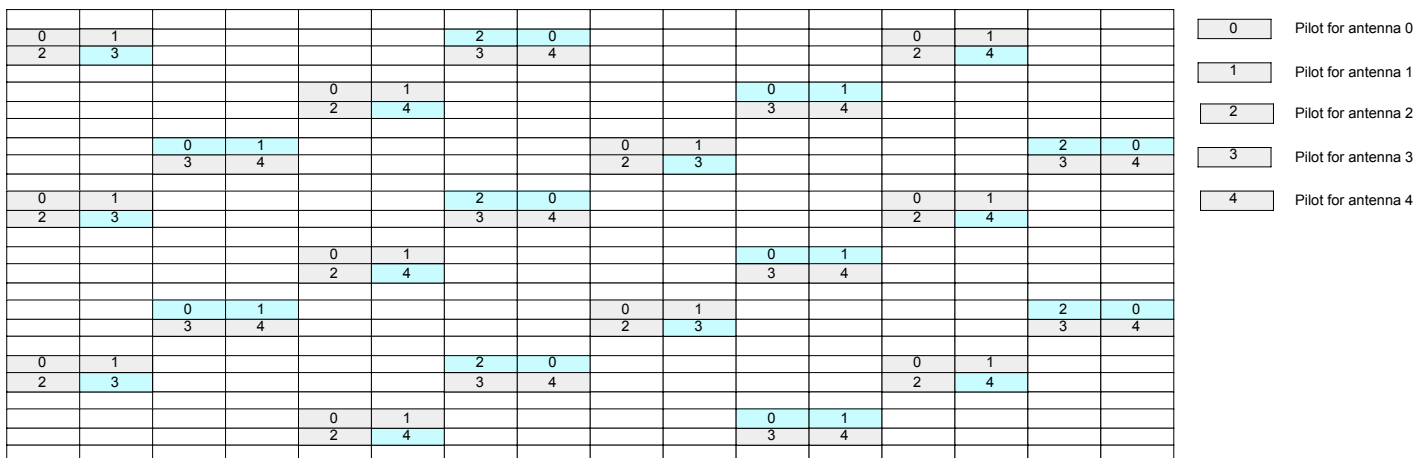 0 1 2 0 0 1
2 3 3 4 2 4
0 1 0 1
2 4 3 4
0 1 0 1 2 0
3 4 2 3 3 4
0 1 2 0 0 1
2 3 3 4 2 4
0 1 0 1
2 4 3 4
0 1 0 1 2 0
3 4 2 3 3 4
0 1 2 0 0 1
2 3 3 4 2 4
0 1 0 1
2 4 3 4
0 Pilot for antenna 0
1 Pilot for antenna 1
2 Pilot for antenna 2
3 Pilot for antenna 3
4 Pilot for antenna 4